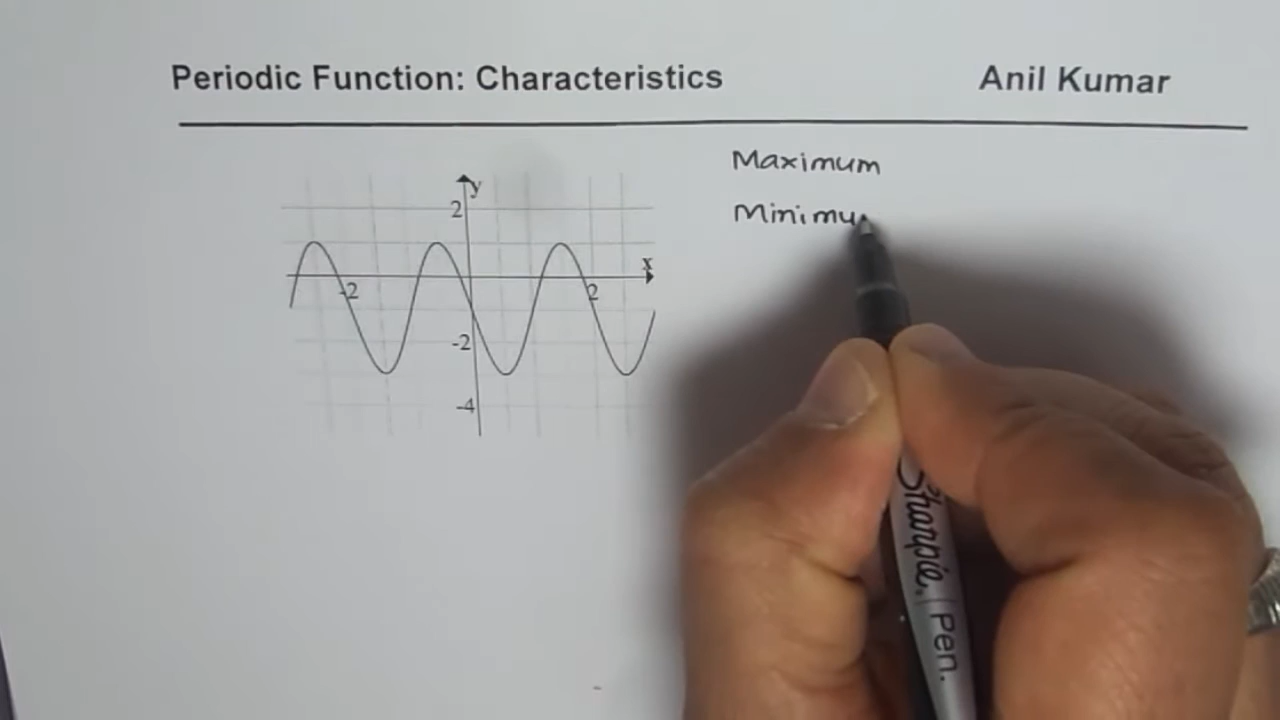 Periodic Function: Characteristics
Anil Kumar
Maximum
Minimu
y
2
x
-2
2
-2
-4
Sharpie. | Pen.